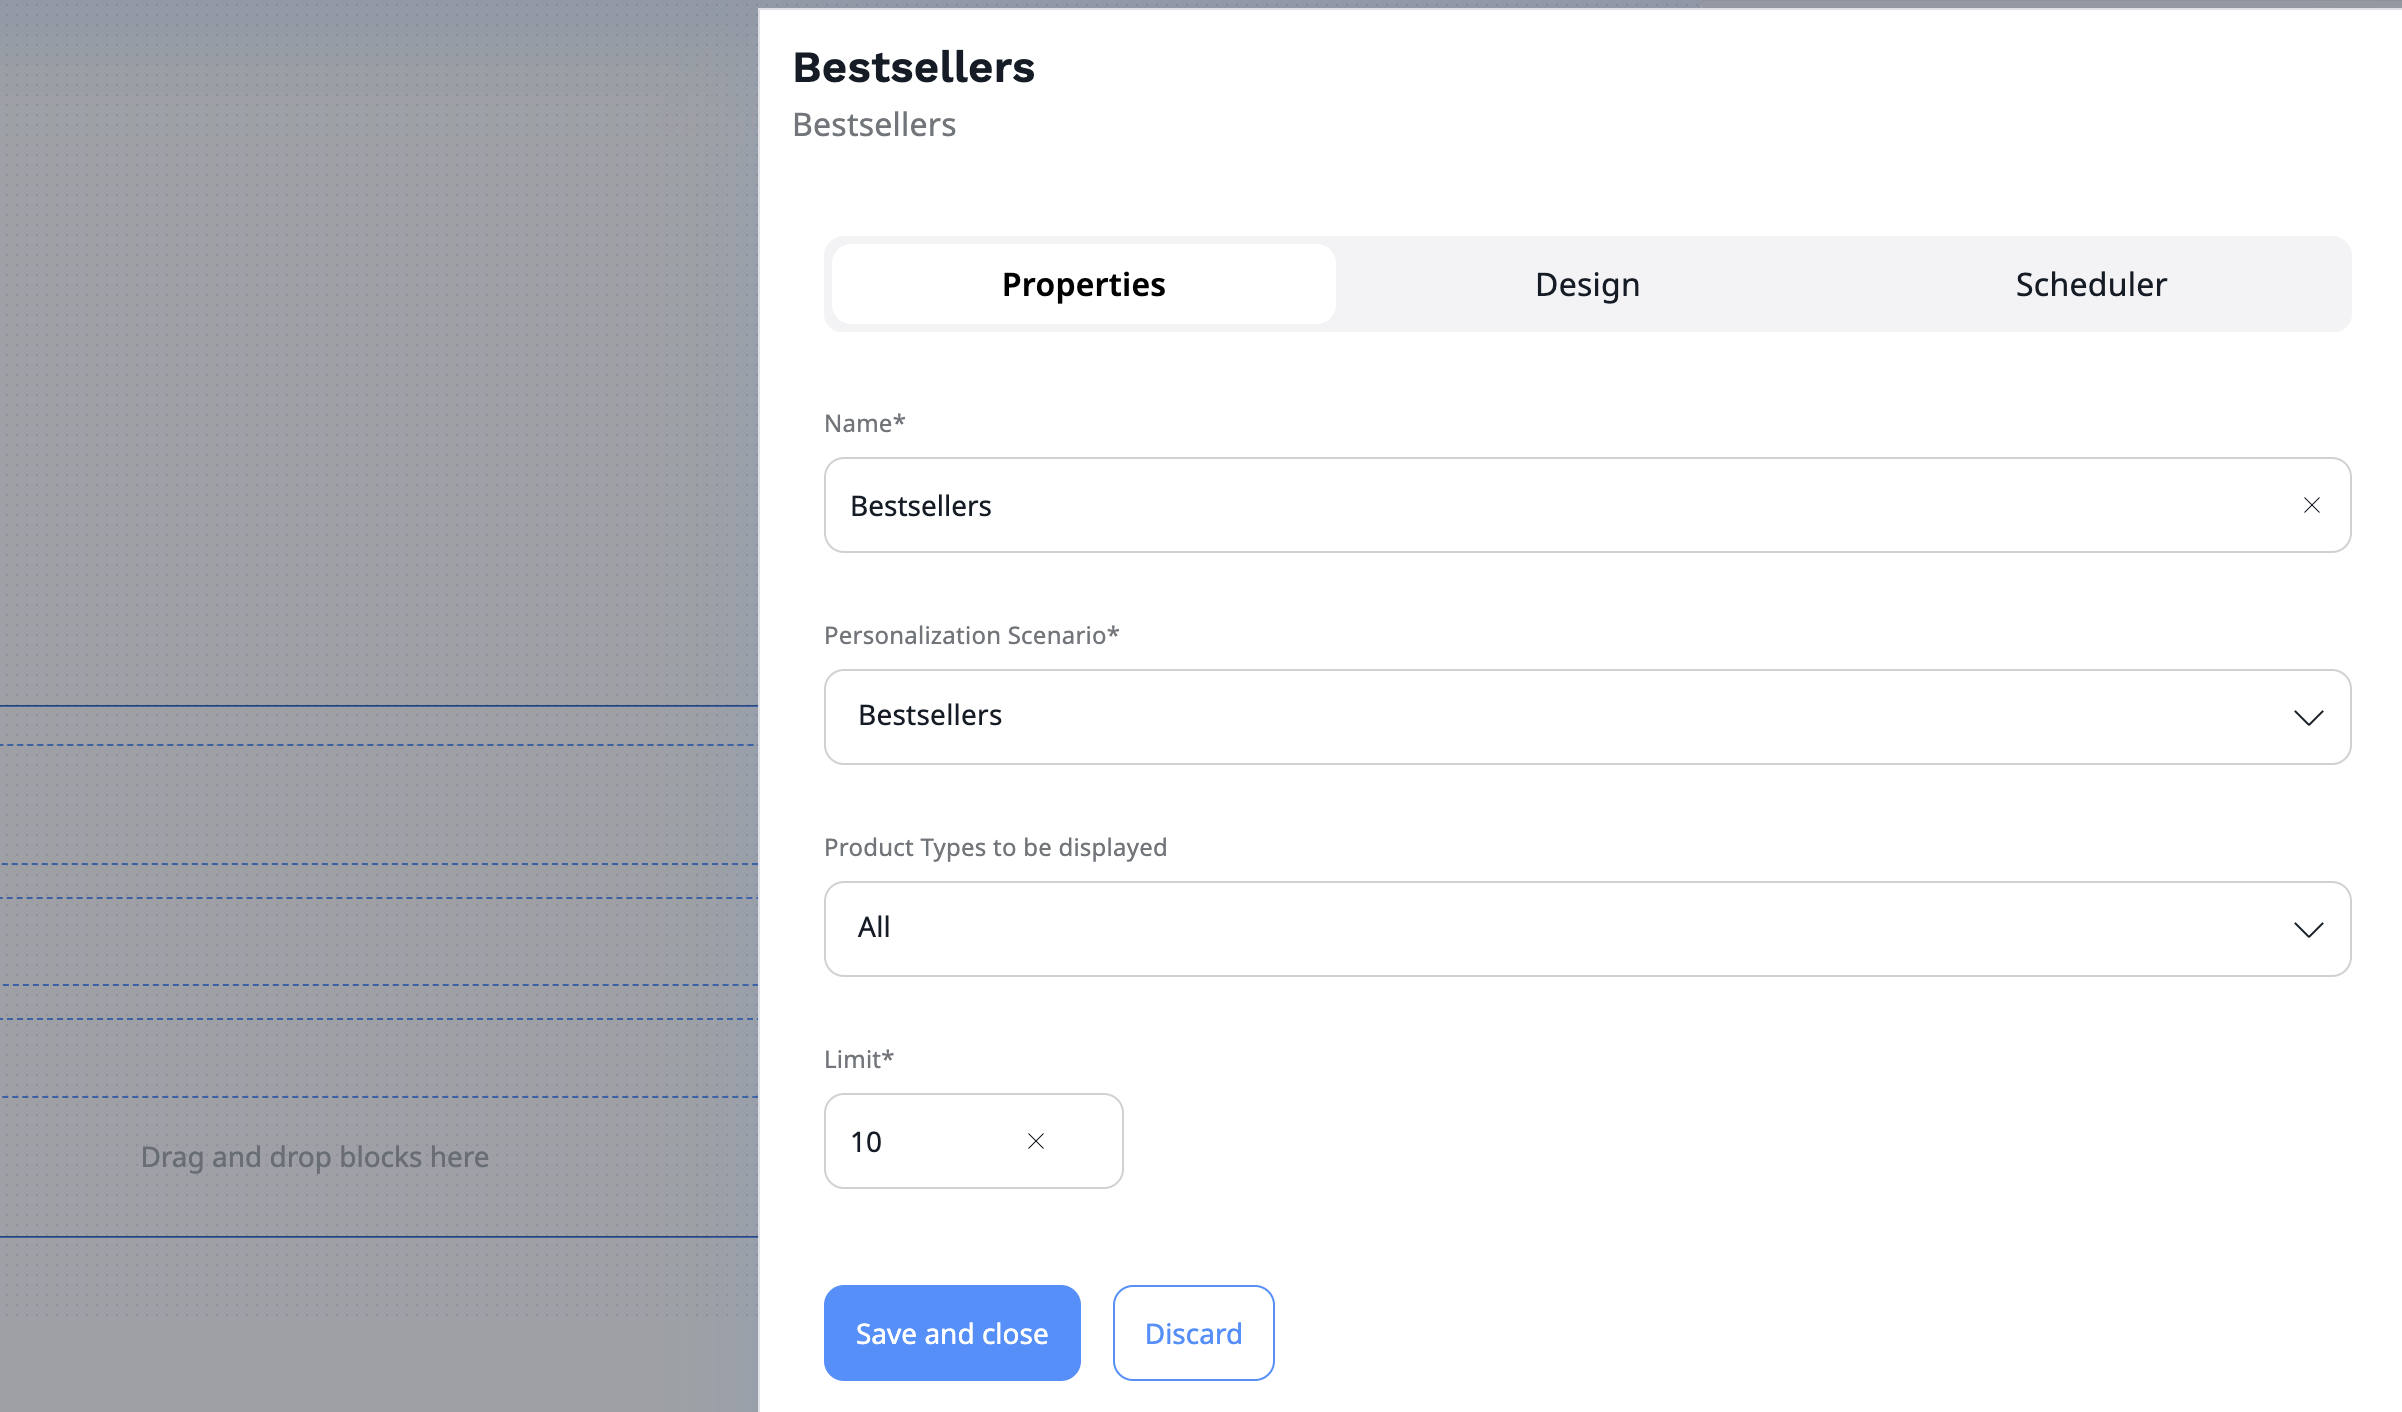 Bestsellers
Bestsellers
Properties
Design
Scheduler
Name*
Bestsellers
Personalization Scenario*
Bestsellers
Product Types to be displayed
All
Limit*
10
Drag and drop blocks here
Save and close
Discard